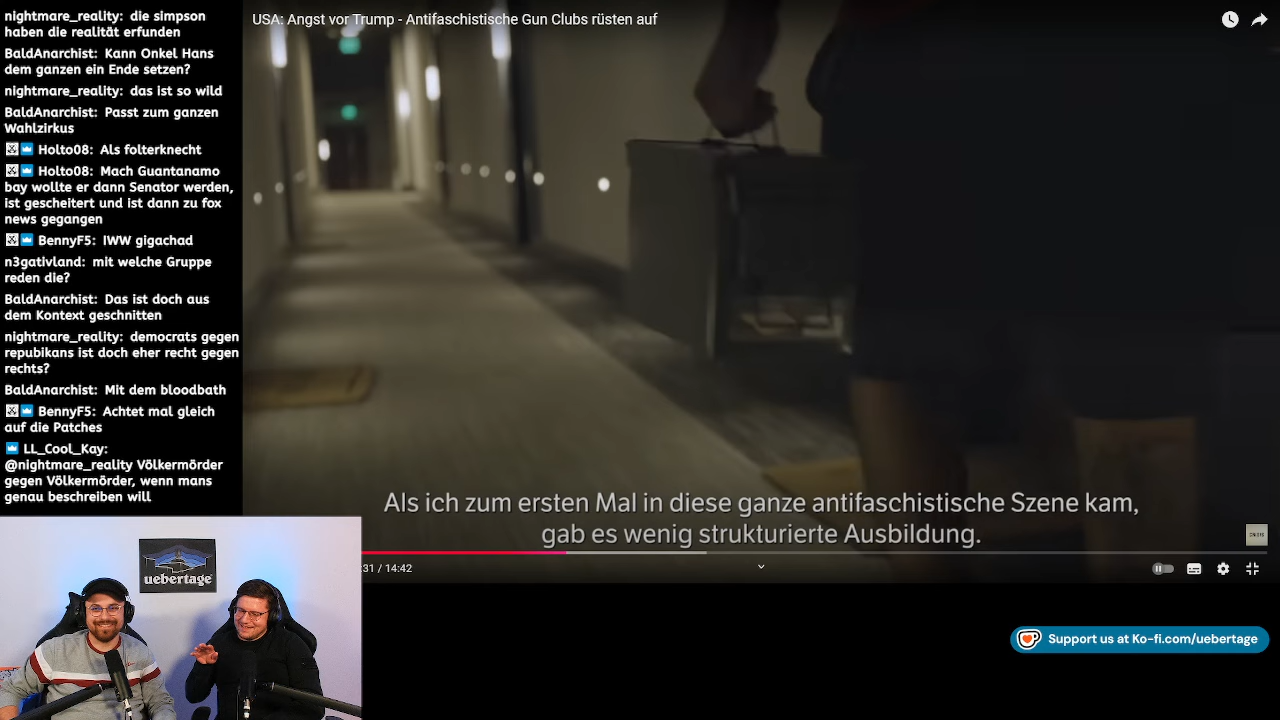 nightmare_reality: die simpson
haben die realität erfunden
BaldAnarchist: Kann Onkel Hans
dem ganzen ein Ende setzen?
nightmare_reality: das ist so wild
BaldAnarchist: Passt zum ganzen
Wahlzirkus
Holto08: Als folterknecht
Holto08: Mach Guantanamo
bay wollte er dann Senator werden,
ist gescheitert und ist dann zu fox
news gegangen
BennyF5: IWW gigachad
n3gativland: mit welche Gruppe
reden die?
BaldAnarchist: Das ist doch aus
dem Kontext geschnitten
nightmare_reality: democrats gegen
repubikans ist doch eher recht gegen
rechts?
BaldAnarchist: Mit dem bloodbath
BennyF5: Achtet mal gleich
auf die Patches
LL_Cool_Kay:
@nightmare_reality Völkermörder
gegen Völkermörder, wenn mans
genau beschreiben will
USA: Angst vor Trump - Antifaschistische Gun Clubs rüsten auf
Als ich zum ersten Mal in diese ganze antifaschistische Szene kam,
gab es wenig strukturierte Ausbildung.
:31 / 14:42
uebertage
Support us at Ko-fi.com/uebertage